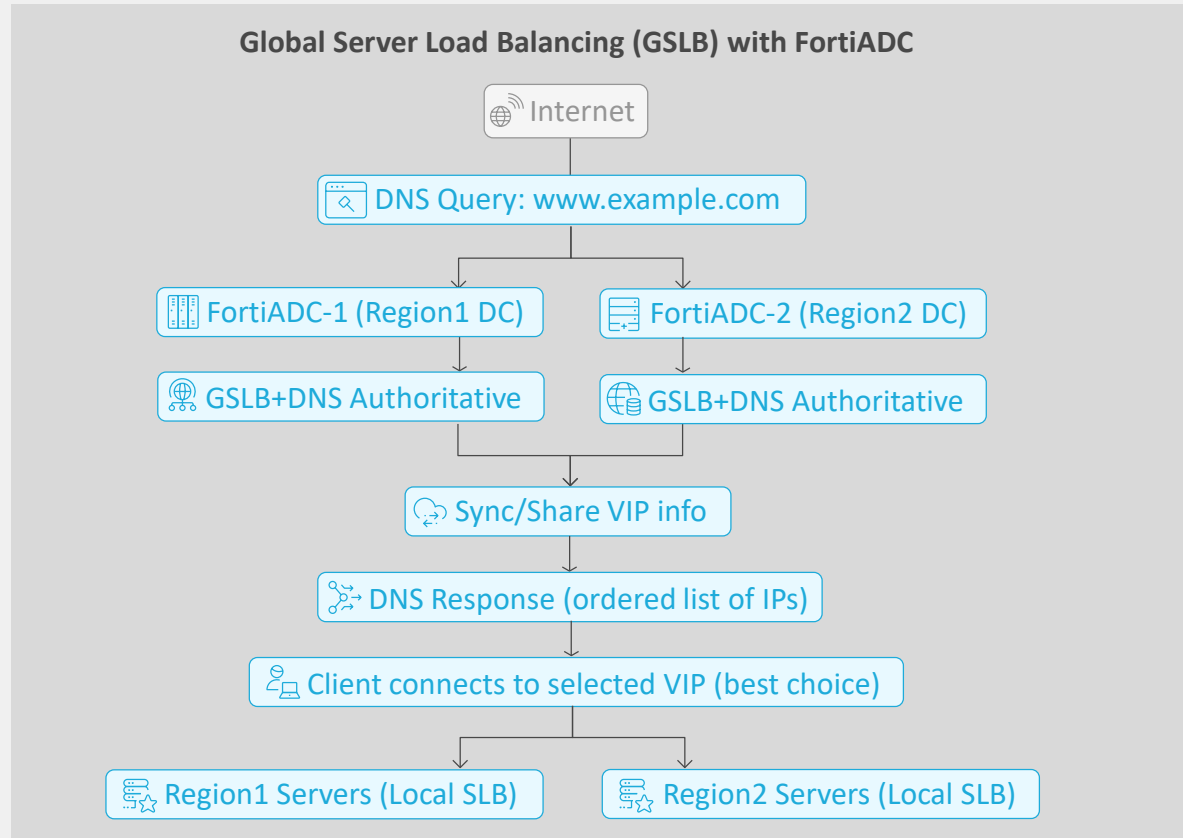 Global Server Load Balancing (GSLB) with FortiADC
Internet
DNS Query: www.example.com
FortiADC-1 (Region1 DC)
FortiADC-2 (Region2 DC)
GSLB+DNS Authoritative
GSLB+DNS Authoritative
Sync/Share VIP info
DNS Response (ordered list of IPs)
Client connects to selected VIP (best choice)
Region1 Servers (Local SLB)
Region2 Servers (Local SLB)